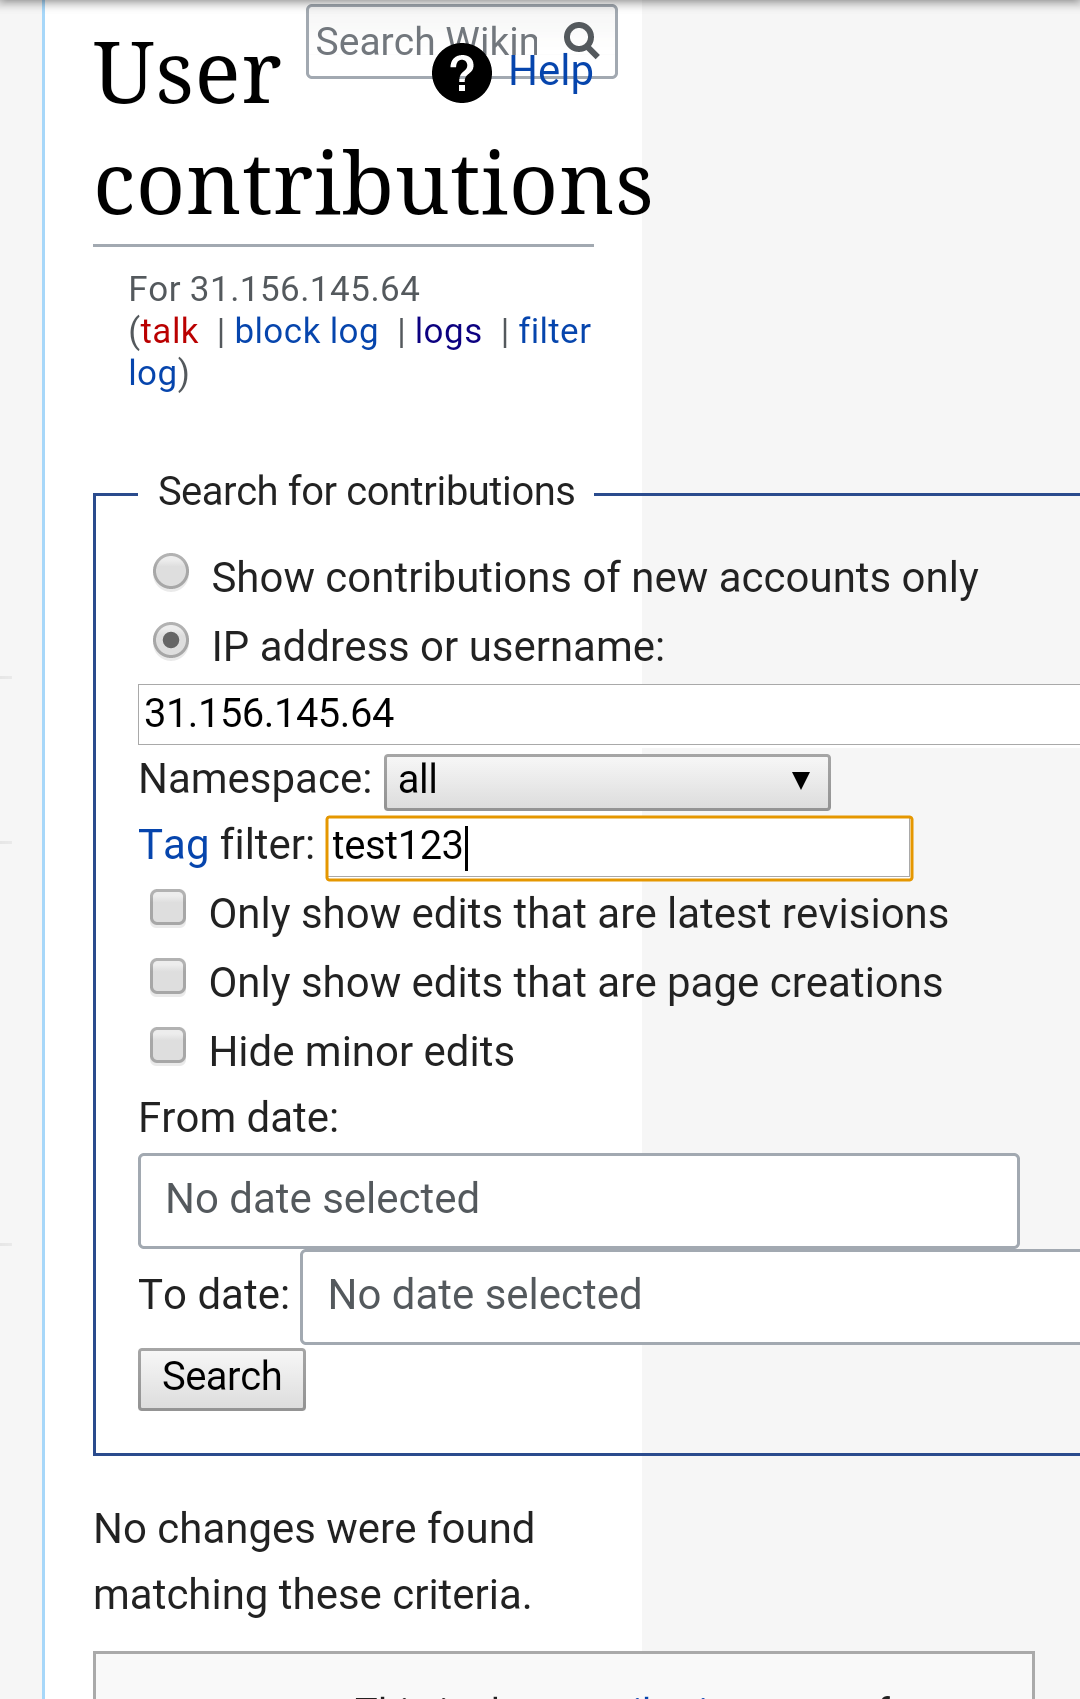 Search Wikin
User
Help
contributions
For 31.156.145.64
(talk | block log | logs | filter
log)
Search for contributions
Show contributions of new accounts only
IP address or username:
31.156.145.64
Namespace: all
Tag filter: test123
Only show edits that are latest revisions
Only show edits that are page creations
Hide minor edits
From date:
No date selected
To date: No date selected
Search
No changes were found
matching these criteria.